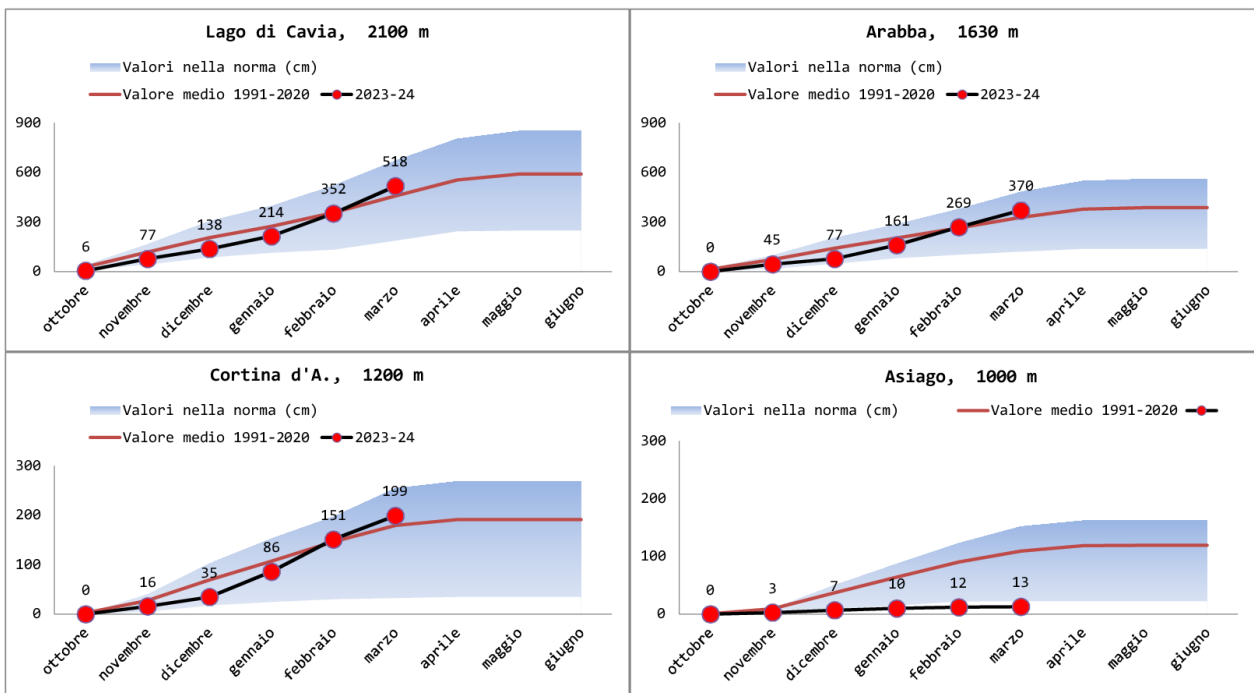 Lago di Cavia, 2100 m
Valori nella norma (cm)
Valore medio 1991-2020
2023-24
900
600
300
0
6
77
138
214
352
518
ottobre
novembre
dicembre
gennaio
febbraio
marzo
aprile
maggio
giugno
Arabba, 1630 m
Valori nella norma (cm)
Valore medio 1991-2020
2023-24
900
600
300
0
0
45
77
161
269
370
ottobre
novembre
dicembre
gennaio
febbraio
marzo
aprile
maggio
giugno
Cortina d'A., 1200 m
Valori nella norma (cm)
Valore medio 1991-2020
2023-24
300
200
100
0
0
16
35
86
151
199
ottobre
novembre
dicembre
gennaio
febbraio
marzo
aprile
maggio
giugno
Asiago, 1000 m
Valori nella norma (cm)
Valore medio 1991-2020
300
200
100
0
0
3
7
10
12
13
ottobre
novembre
dicembre
gennaio
febbraio
marzo
aprile
maggio
giugno